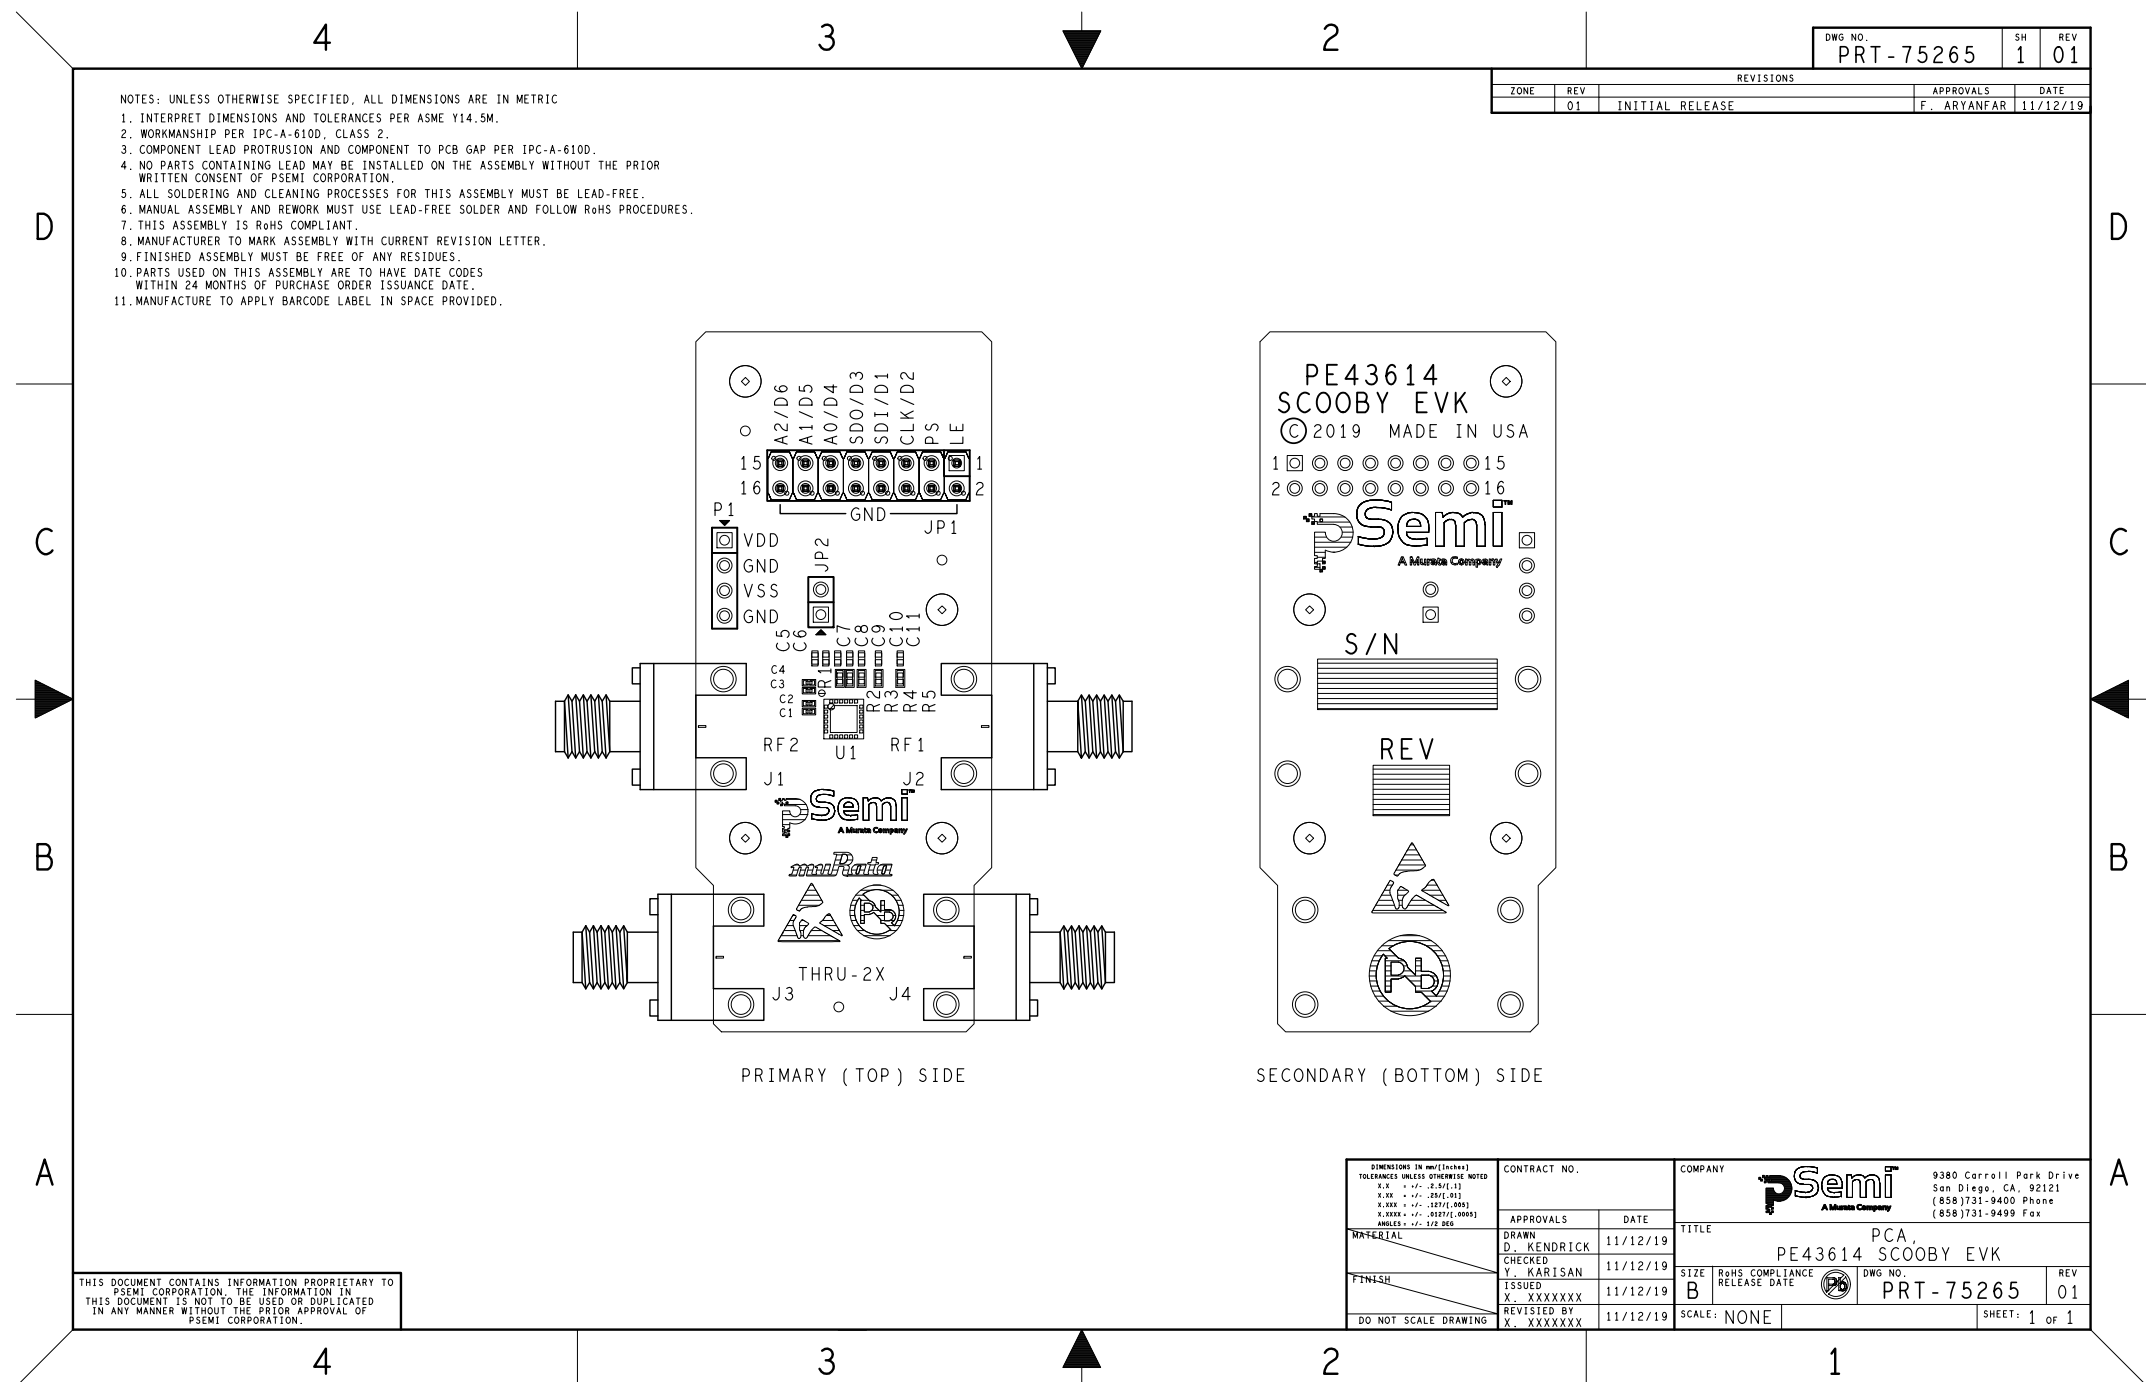 4 3 2
DWG NO. SH REV
PRT-75265 1 01
REVISIONS
ZONE REV APPROVALS DATE
01 INITIAL RELEASE F. ARYANFAR 11/12/19
NOTES: UNLESS OTHERWISE SPECIFIED, ALL DIMENSIONS ARE IN METRIC
1. INTERPRET DIMENSIONS AND TOLERANCES PER ASME Y14.5M.
2. WORKMANSHIP PER IPC-A-610D, CLASS 2.
3. COMPONENT LEAD PROTRUSION AND COMPONENT TO PCB GAP PER IPC-A-610D.
4. NO PARTS CONTAINING LEAD MAY BE INSTALLED ON THE ASSEMBLY WITHOUT THE PRIOR
WRITTEN CONSENT OF PSEMI CORPORATION.
5. ALL SOLDERING AND CLEANING PROCESSES FOR THIS ASSEMBLY MUST BE LEAD-FREE.
6. MANUAL ASSEMBLY AND REWORK MUST USE LEAD-FREE SOLDER AND FOLLOW RoHS PROCEDURES.
7. THIS ASSEMBLY IS RoHS COMPLIANT.
8. MANUFACTURER TO MARK ASSEMBLY WITH CURRENT REVISION LETTER.
9. FINISHED ASSEMBLY MUST BE FREE OF ANY RESIDUES.
10. PARTS USED ON THIS ASSEMBLY ARE TO HAVE DATE CODES
WITHIN 24 MONTHS OF PURCHASE ORDER ISSUANCE DATE.
11. MANUFACTURE TO APPLY BARCODE LABEL IN SPACE PROVIDED.
D D
C C
B B
A A
A2/D6
A1/D5
A0/D4
SDO/D3
SDI/D1
CLK/D2
PS
LE
15 1
16 2
GND
JP1
P1
VDD
GND
VSS
GND
JP2
C5
C6
C7
C8
C9
C10
C11
C4
C3
C2
C1
R1
R2
R3
R4
R5
RF2 U1 RF1
J1 J2
pSemi™
A Murata Company
muRata
Pb
THRU-2X
J3 J4
PRIMARY (TOP) SIDE
PE43614
SCOOBY EVK
© 2019 MADE IN USA
1 15
2 16
pSemi™
A Murata Company
S/N
REV
Pb
SECONDARY (BOTTOM) SIDE
DIMENSIONS IN mm/[Inches]
TOLERANCES UNLESS OTHERWISE NOTED
X.X = +/- .2.5/[.1]
X.XX = +/- .25/[.01]
X.XXX = +/- .127/[.005]
X.XXXX = +/- .0127/[.0005]
ANGLES = +/- 1/2 DEG
MATERIAL
FINISH
DO NOT SCALE DRAWING
CONTRACT NO.
APPROVALS DATE
DRAWN
D. KENDRICK 11/12/19
CHECKED
Y. KARISAN 11/12/19
ISSUED
X. XXXXXXX 11/12/19
REVISIED BY
X. XXXXXXX 11/12/19
COMPANY
pSemi™
A Murata Company
9380 Carroll Park Drive
San Diego, CA, 92121
(858)731-9400 Phone
(858)731-9499 Fax
TITLE
PCA,
PE43614 SCOOBY EVK
SIZE
B
RoHS COMPLIANCE
RELEASE DATE
Pb
DWG NO.
PRT-75265
REV
01
SCALE: NONE
SHEET: 1 OF 1
THIS DOCUMENT CONTAINS INFORMATION PROPRIETARY TO
PSEMI CORPORATION. THE INFORMATION IN
THIS DOCUMENT IS NOT TO BE USED OR DUPLICATED
IN ANY MANNER WITHOUT THE PRIOR APPROVAL OF
PSEMI CORPORATION.
4 3 2 1